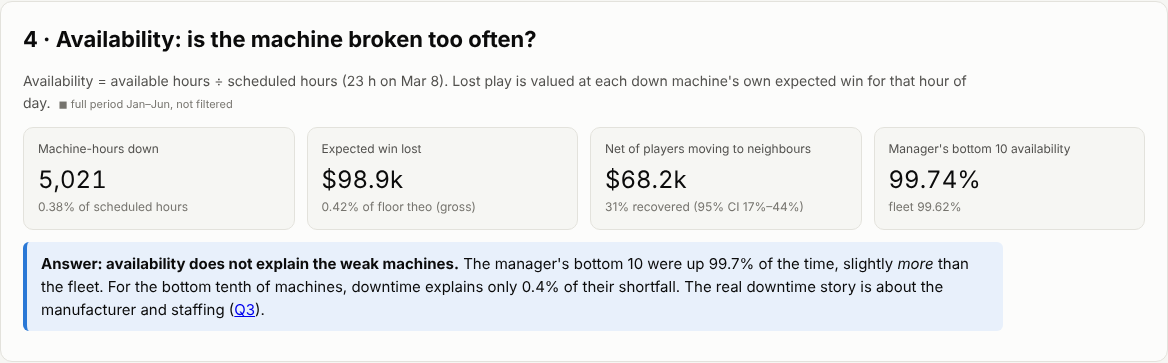 4 · Availability: is the machine broken too often?
Availability = available hours ÷ scheduled hours (23 h on Mar 8). Lost play is valued at each down machine's own expected win for that hour of
day. ■ full period Jan–Jun, not filtered
Machine-hours down
5,021
0.38% of scheduled hours
Expected win lost
$98.9k
0.42% of floor theo (gross)
Net of players moving to neighbours
$68.2k
31% recovered (95% CI 17%–44%)
Manager's bottom 10 availability
99.74%
fleet 99.62%
Answer: availability does not explain the weak machines. The manager's bottom 10 were up 99.7% of the time, slightly more than
the fleet. For the bottom tenth of machines, downtime explains only 0.4% of their shortfall. The real downtime story is about the
manufacturer and staffing (Q3).